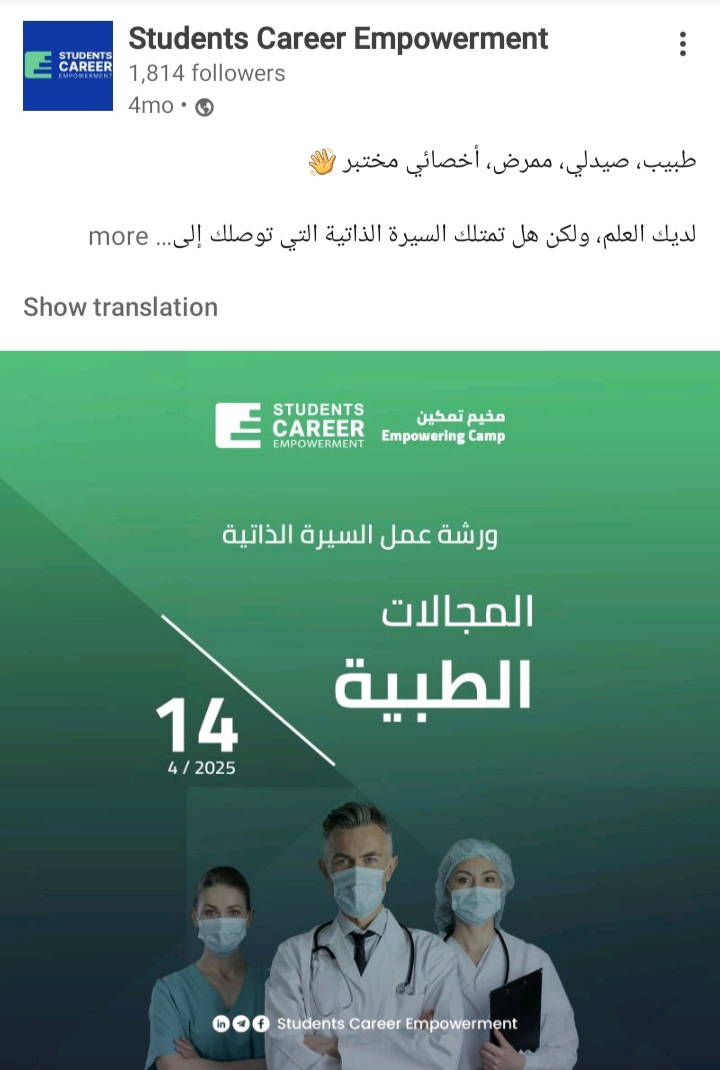 STUDENTS
CAREER
EMPOWERMENT
Students Career Empowerment
1,814 followers
4mo •
طبيب، صيدلي، ممرض، أخصائي مختبر 👋
لديك العلم، ولكن هل تمتلك السيرة الذاتية التي توصلك إلى... more
Show translation
STUDENTS
CAREER
EMPOWERMENT
مخيم تمكين
Empowering Camp
ورشة عمل السيرة الذاتية
المجالات
الطبية
14
4 / 2025
Students Career Empowerment